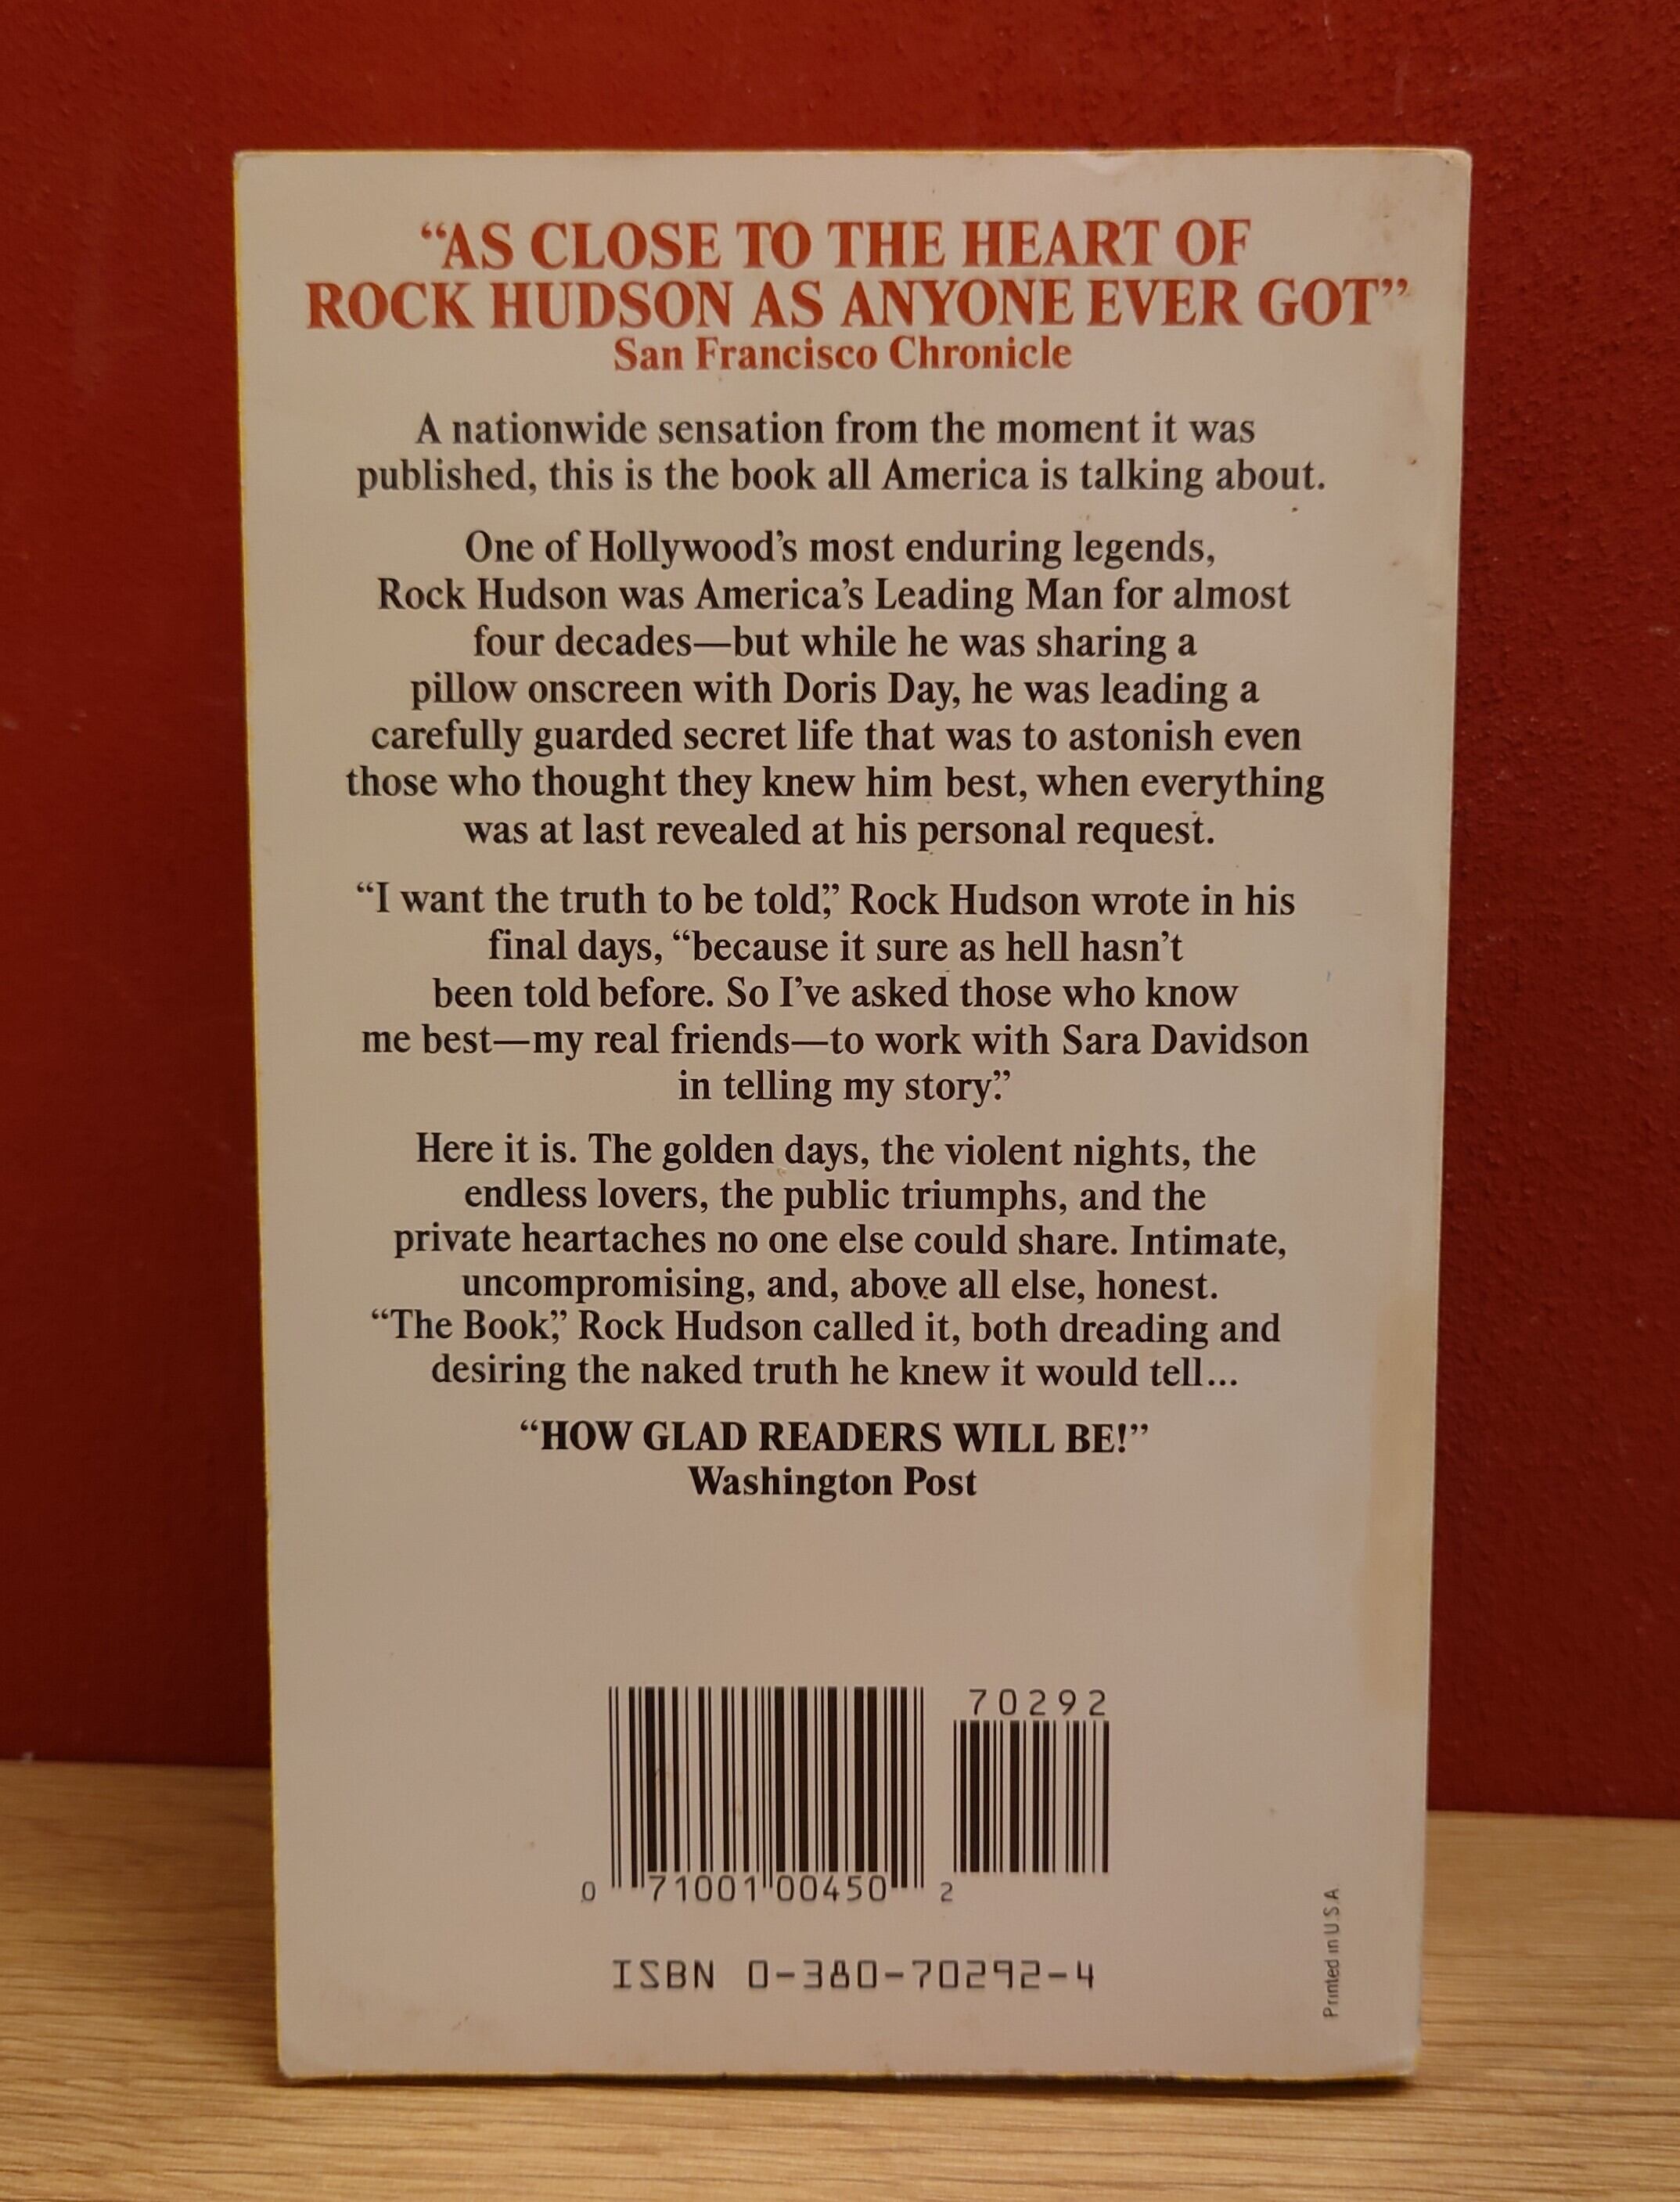 “AS CLOSE TO THE HEART OF
ROCK HUDSON AS ANYONE EVER GOT”
San Francisco Chronicle
A nationwide sensation from the moment it was
published, this is the book all America is talking about.
One of Hollywood’s most enduring legends,
Rock Hudson was America’s Leading Man for almost
four decades—but while he was sharing a
pillow onscreen with Doris Day, he was leading a
carefully guarded secret life that was to astonish even
those who thought they knew him best, when everything
was at last revealed at his personal request.
“I want the truth to be told,” Rock Hudson wrote in his
final days, “because it sure as hell hasn’t
been told before. So I’ve asked those who know
me best—my real friends—to work with Sara Davidson
in telling my story.”
Here it is. The golden days, the violent nights, the
endless lovers, the public triumphs, and the
private heartaches no one else could share. Intimate,
uncompromising, and, above all else, honest.
“The Book,” Rock Hudson called it, both dreading and
desiring the naked truth he knew it would tell...
“HOW GLAD READERS WILL BE!”
Washington Post
70292
0 71001 00450 2
ISBN 0-380-70292-4
Printed in U.S.A.